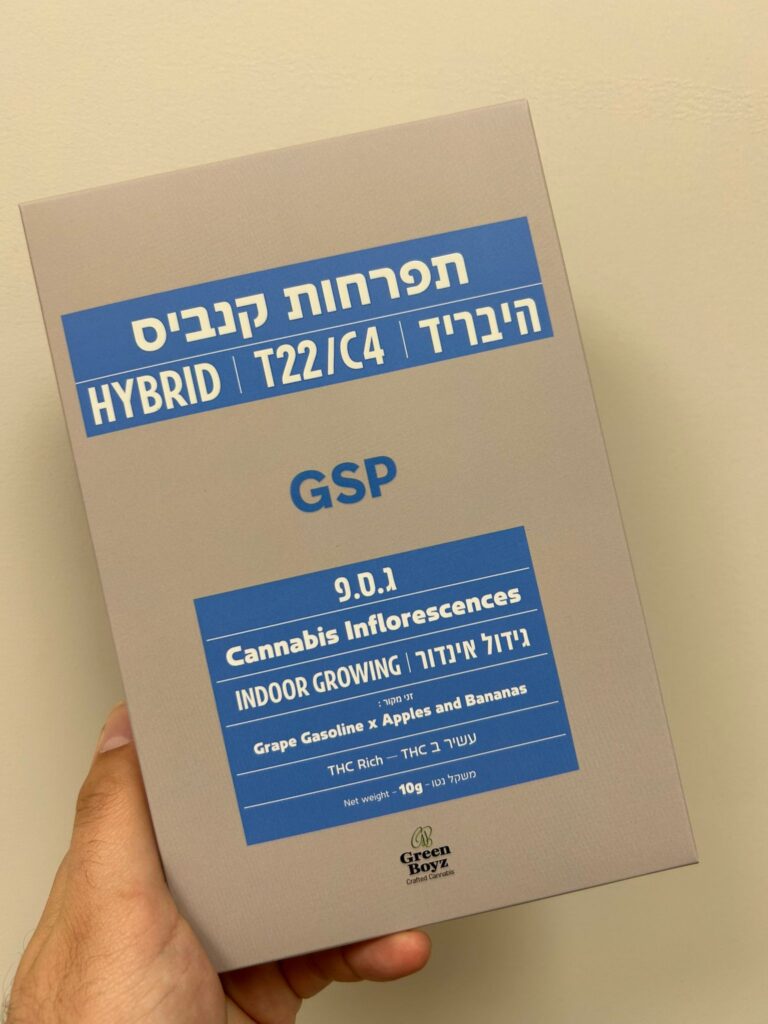 תפרחות קנביס
HYBRID | T22/C4 | היבריד
GSP
ג.ס.פ
Cannabis Inflorescences
INDOOR GROWING | גידול אינדור
זני מקור :
Grape Gasoline x Apples and Bananas
THC Rich — THC עשיר ב
Net weight - 10g - משקל נטו
GB
Green
Boyz
Crafted Cannabis